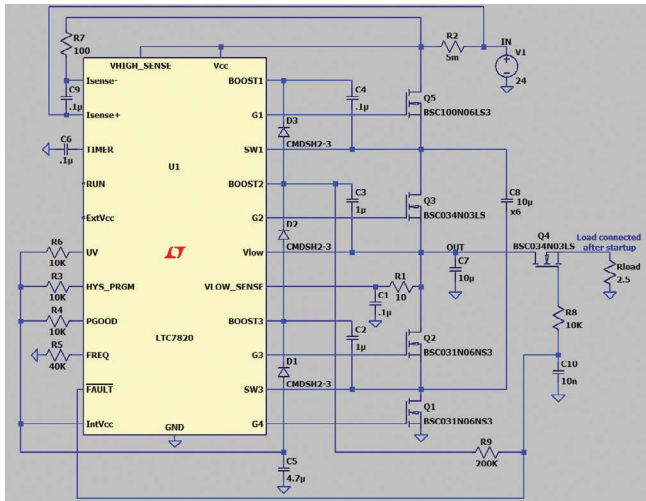 R7
100
VHIGH_SENSE
Vcc
R2
5m
IN
V1
24
Isense-
BOOST1
C9
.1µ
C4
.1µ
Q5
BSC100N06LS3
Isense+
G1
D3
CMDSH2-3
C6
.1µ
TIMER
SW1
U1
RUN
BOOST2
C3
1µ
Q3
BSC034N03LS
C8
10µ
x6
ExtVcc
G2
D2
CMDSH2-3
Q4
BSC034N03LS
Load connected
after startup
R6
10K
UV
Vlow
OUT
C7
10µ
Rload
2.5
R3
10K
HYS_PRGM
VLOW_SENSE
R1
10
C1
.1µ
R8
10K
R4
10K
PGOOD
LTC7820
BOOST3
C2
1µ
Q2
BSC031N06NS3
R5
40K
FREQ
G3
D1
CMDSH2-3
C10
10n
FAULT
SW3
Q1
BSC031N06NS3
IntVcc
GND
G4
R9
200K
C5
4.7µ